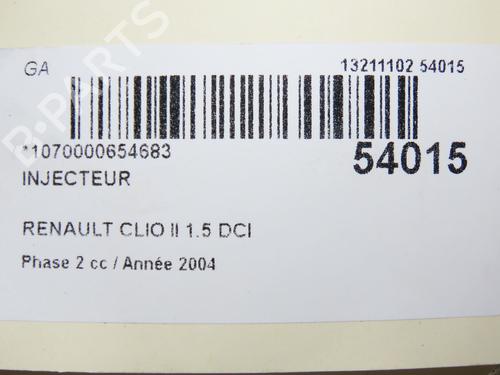 GA 13211102 54015
*1070000654683 54015
INJECTEUR
RENAULT CLIO II 1.5 DCI
Phase 2 cc / Année 2004
B-PARTS